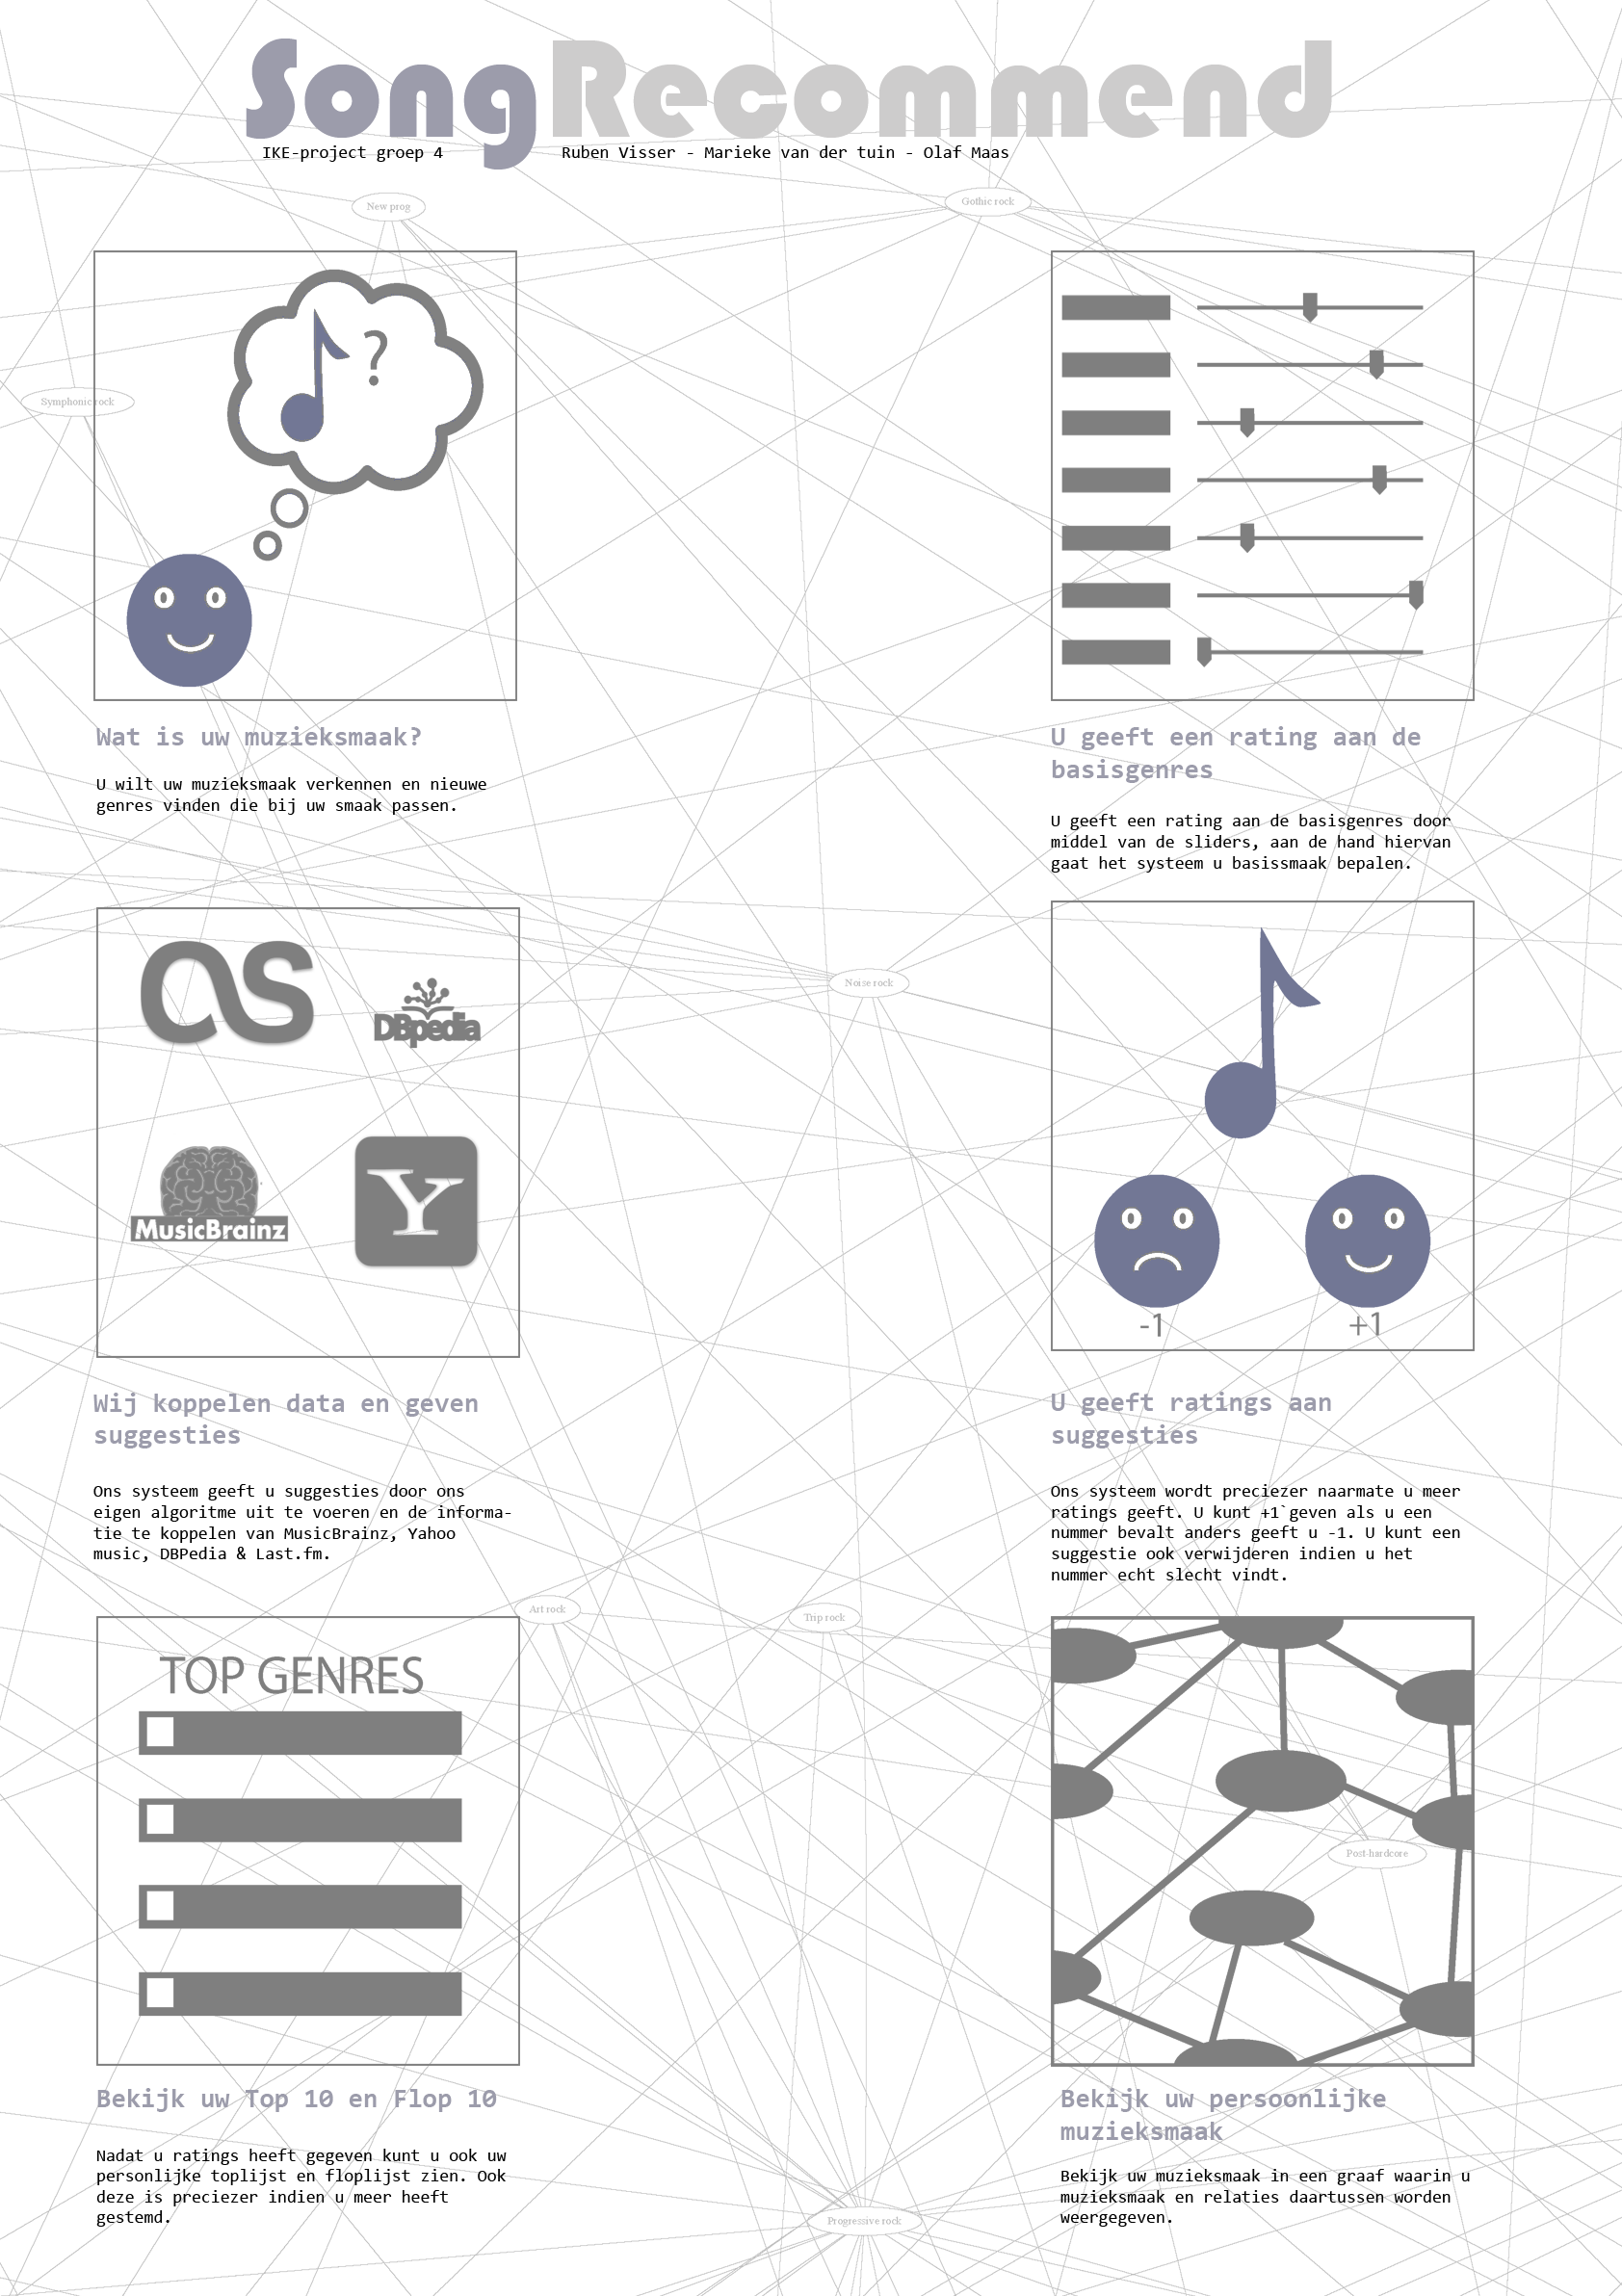 SongRecommend
IKE-project groep 4
Ruben Visser - Marieke van der tuin - Olaf Maas
New prog
Gothic rock
Symphonic rock
?
Wat is uw muzieksmaak?
U wilt uw muzieksmaak verkennen en nieuwe
genres vinden die bij uw smaak passen.
U geeft een rating aan de
basisgenres
U geeft een rating aan de basisgenres door
middel van de sliders, aan de hand hiervan
gaat het systeem u basissmaak bepalen.
Noise rock
as
DBpedia
MusicBrainz
Y
-1
+1
Wij koppelen data en geven
suggesties
Ons systeem geeft u suggesties door ons
eigen algoritme uit te voeren en de informa-
tie te koppelen van MusicBrainz, Yahoo
music, DBPedia & Last.fm.
U geeft ratings aan
suggesties
Ons systeem wordt preciezer naarmate u meer
ratings geeft. U kunt +1`geven als u een
nummer bevalt anders geeft u -1. U kunt een
suggestie ook verwijderen indien u het
nummer echt slecht vindt.
Art rock
Trip rock
TOP GENRES
Post-hardcore
Bekijk uw Top 10 en Flop 10
Nadat u ratings heeft gegeven kunt u ook uw
personlijke toplijst en floplijst zien. Ook
deze is preciezer indien u meer heeft
gestemd.
Bekijk uw persoonlijke
muzieksmaak
Bekijk uw muzieksmaak in een graaf waarin u
muzieksmaak en relaties daartussen worden
weergegeven.
Progressive rock